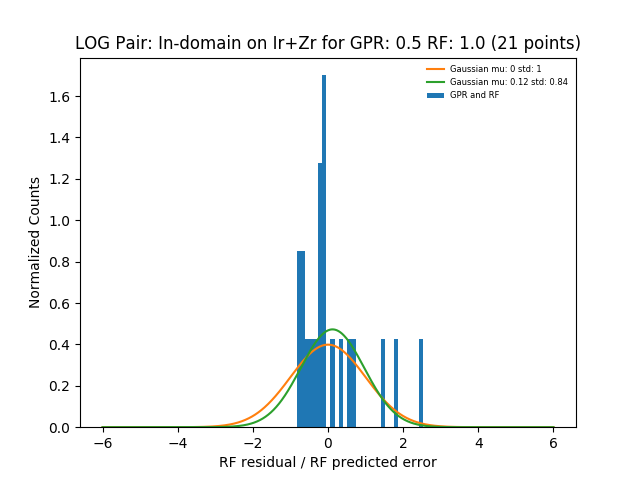 LOG Pair: In-domain on Ir+Zr for GPR: 0.5 RF: 1.0 (21 points)
Gaussian mu: 0 std: 1
Gaussian mu: 0.12 std: 0.84
GPR and RF
Normalized Counts
1.6
1.4
1.2
1.0
0.8
0.6
0.4
0.2
0.0
−6 −4 −2 0 2 4 6
RF residual / RF predicted error